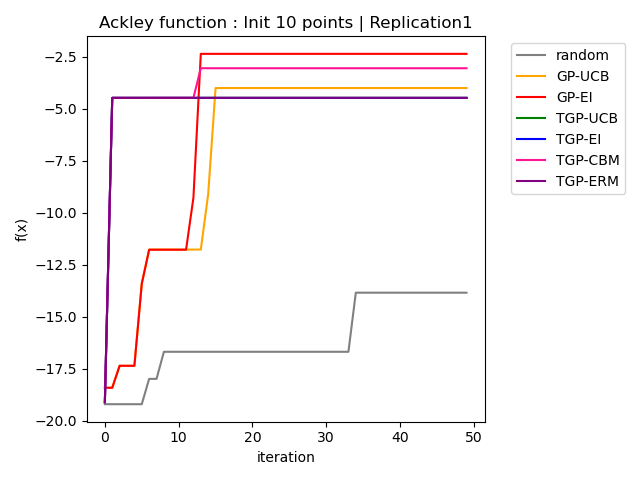 Ackley function : Init 10 points | Replication1
f(x)
−2.5
−5.0
−7.5
−10.0
−12.5
−15.0
−17.5
−20.0
0
10
20
30
40
50
iteration
random
GP-UCB
GP-EI
TGP-UCB
TGP-EI
TGP-CBM
TGP-ERM